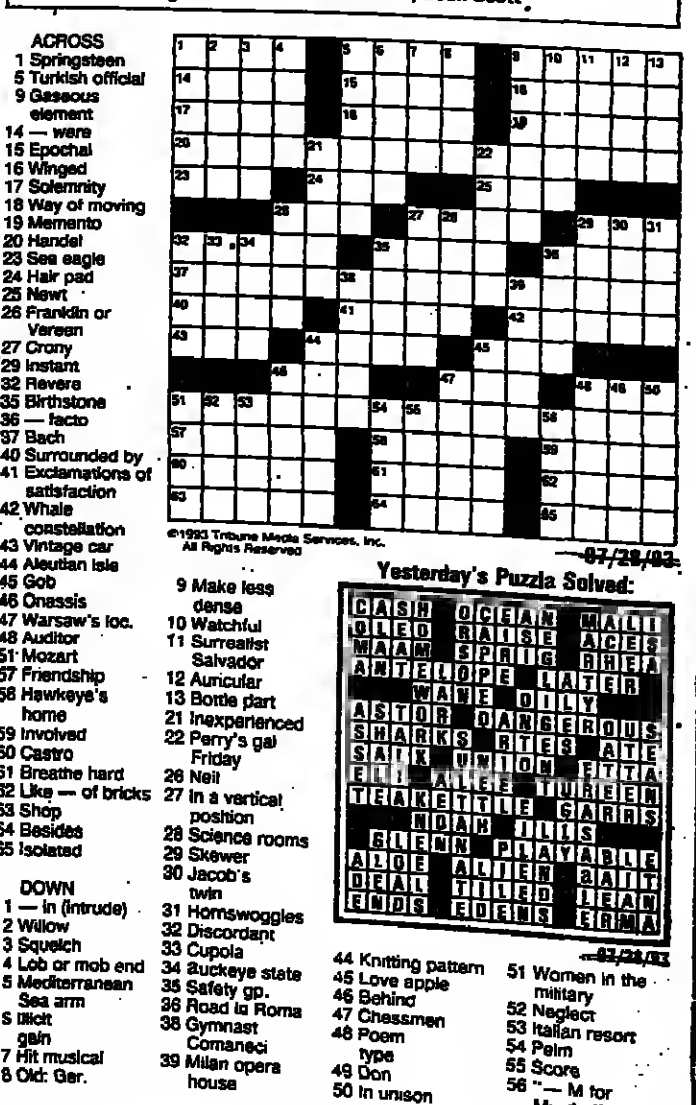 ACROSS
1 Springsteen
5 Turkish official
9 Gaseous
element
14 — were
15 Epochal
16 Winged
17 Solemnity
18 Way of moving
19 Memento
20 Handel
23 Sea eagle
24 Hair pad
25 Newt
26 Franklin or
Vereen
27 Crony
29 Instant
32 Revere
35 Birthstone
36 — facto
37 Bach
40 Surrounded by
41 Exclamations of
satisfaction
42 Whale
constellation
43 Vintage car
44 Aleutian isle
45 Gob
46 Onassis
47 Warsaw's loc.
48 Auditor
51 Mozart
57 Friendship
58 Hawkeye's
home
59 Involved
60 Castro
61 Breathe hard
62 Like — of bricks
63 Shop
64 Besides
65 Isolated
DOWN
1 — in (intrude)
2 Willow
3 Squelch
4 Lob or mob end
5 Mediterranean
Sea arm
6 Illicit
gain
7 Hit musical
8 Old: Ger.
©1993 Tribune Media Services, Inc.
All Rights Reserved
07/28/93
9 Make less
dense
10 Watchful
11 Surrealist
Salvador
12 Auricular
13 Bottle part
21 Inexperienced
22 Perry's gal
Friday
26 Neil
27 In a vertical
position
28 Science rooms
29 Skewer
30 Jacob's
twin
31 Hornswoggles
32 Discordant
33 Cupola
34 Buckeye state
35 Safety gp.
36 Road in Roma
38 Gymnast
Comaneci
39 Milan opera
house
Yesterday's Puzzle Solved:
CASH OCEAN MALI
OLEO RAISE ACES
MAAM SPRIG RHEA
ANTELOPE LATER
WANE OILY
ASTOR DANGEROUS
SHARKS RTES ATE
SAIX UNION ETTA
ELI ALEE TUREEN
TEAKETTLE GARRS
NOAH ILLS
GLENN PLAYABLE
ALOE ALIEN BAIT
DEAL TILED LEAN
ENDS EDENS ERMA
07/28/93
44 Knitting pattern
45 Love apple
46 Behind
47 Chessmen
48 Poem
type
49 Don
50 In unison
51 Women in the
military
52 Neglect
53 Italian resort
54 Palm
55 Score
56 "— M for